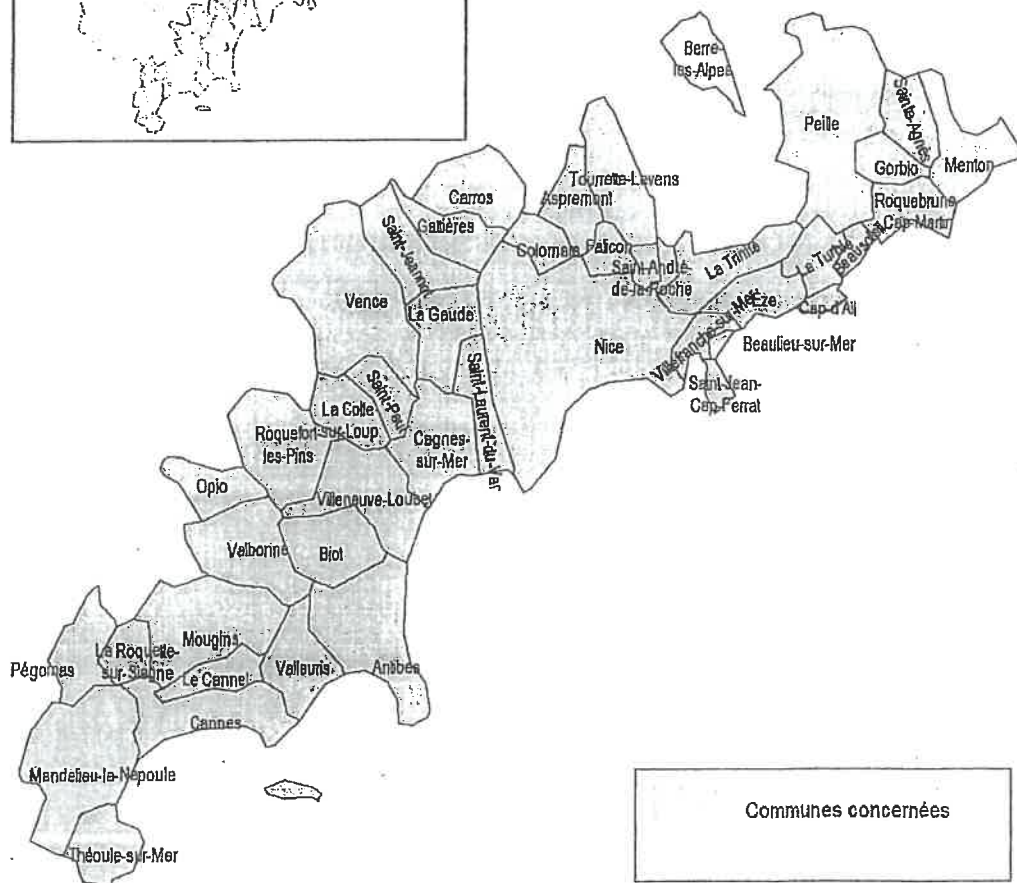 Berre-
les-Alpes
Peille
Sainte-Agnès
Gorbio
Menton
Roquebrune
Cap-Martin
Carros
Tourrette-Levens
Aspremont
Gattières
Saint-Jeannet
Colomars
Falicon
Saint-André-
de-la-Roche
La Trinité
La Turbie
Beausoleil
Vence
La Gaude
Eze
Cap-d'Ail
Villefranche-sur-Mer
Nice
Beaulieu-sur-Mer
Saint-Jean-
Cap-Ferrat
Saint-Paul
Saint-Laurent-du-Var
La Colle-
sur-Loup
Roquefort-
les-Pins
Cagnes-
sur-Mer
Opio
Villeneuve-Loubet
Valbonne
Biot
Mougins
La Roquette-
sur-Siagne
Pégomas
Le Cannet
Vallauris
Antibes
Cannes
Mandelieu-la-Napoule
Théoule-sur-Mer
Communes concernées